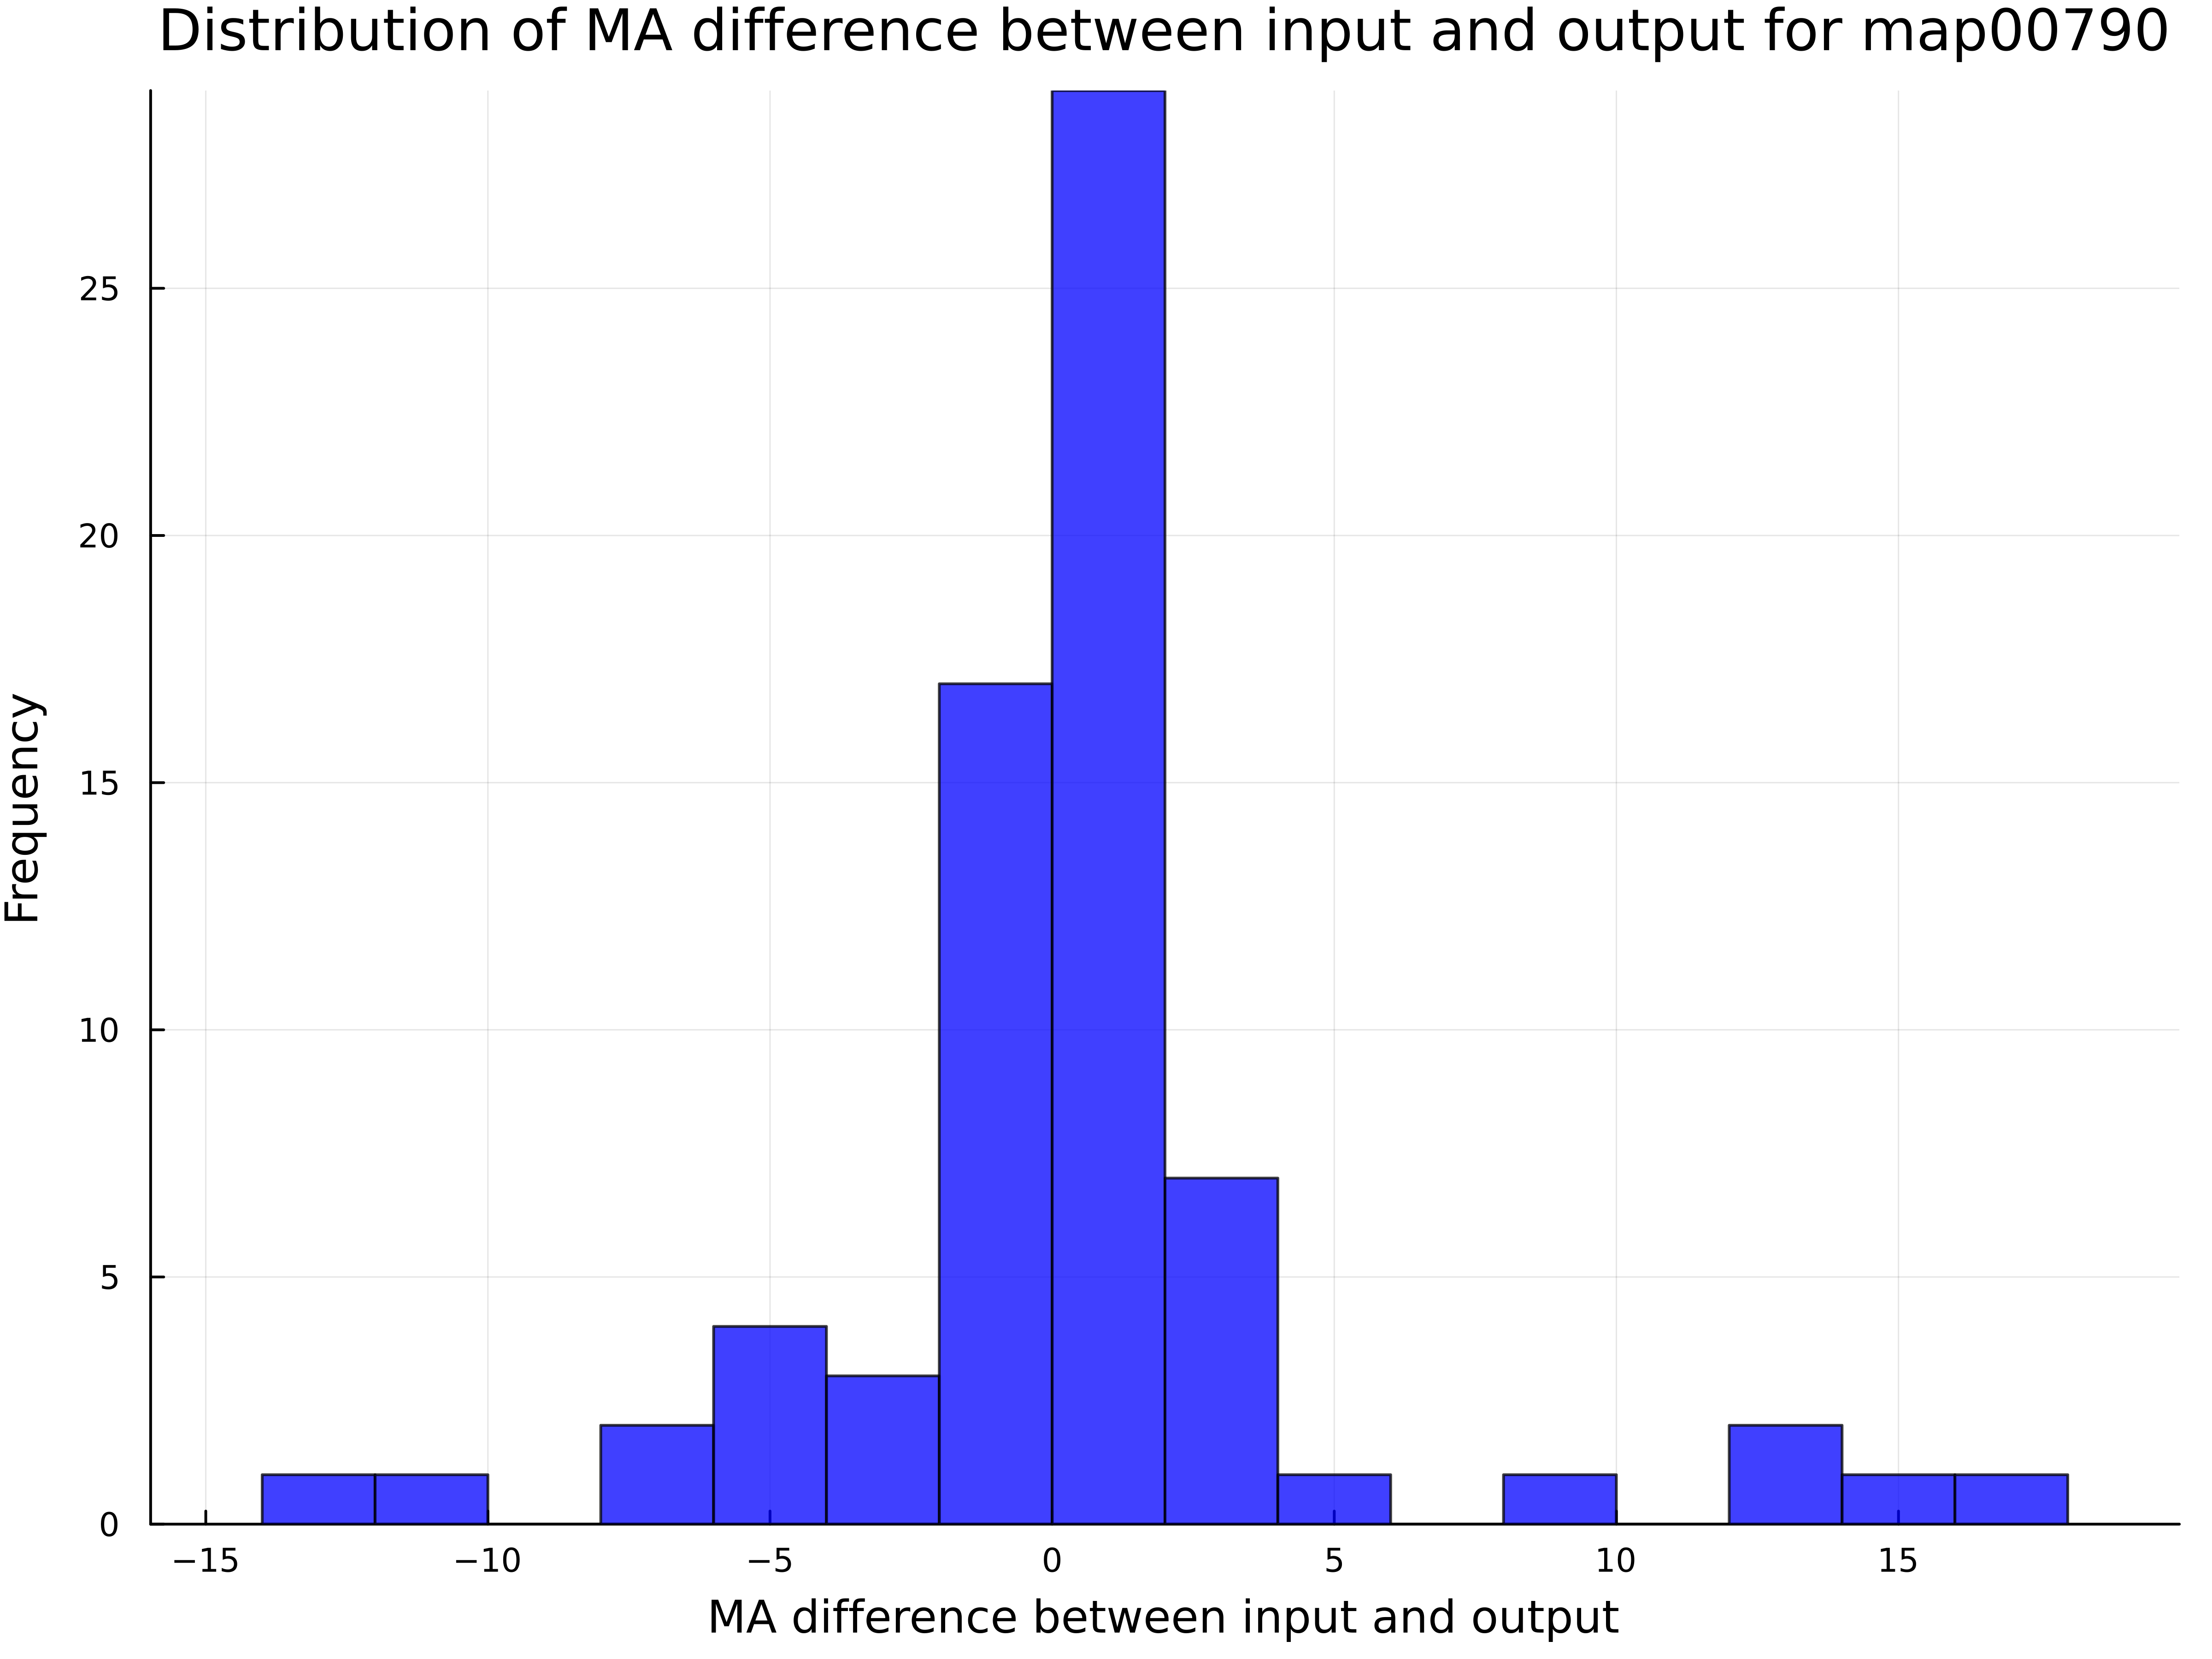 Distribution of MA difference between input and output for map00790
Frequency
25
20
15
10
5
0
−15 −10 −5 0 5 10 15
MA difference between input and output